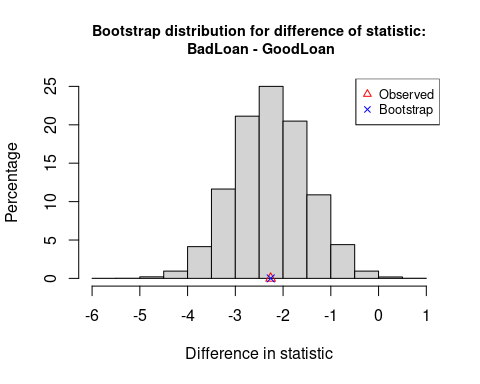 Bootstrap distribution for difference of statistic:
BadLoan - GoodLoan
Observed
Bootstrap
Percentage
25
20
15
10
5
0
-6 -5 -4 -3 -2 -1 0 1
Difference in statistic